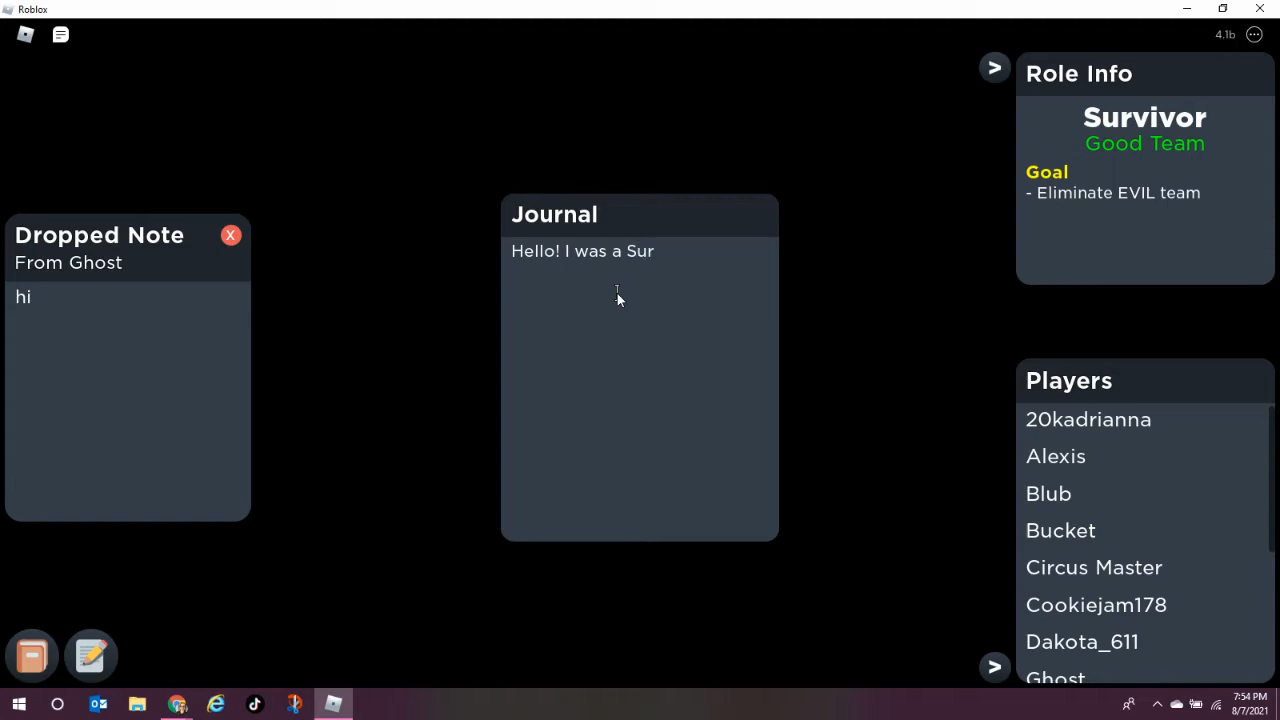 Roblox
4.1b
>
Role Info
Survivor
Good Team
Goal
- Eliminate EVIL team
Journal
Hello! I was a Sur
Dropped Note
X
From Ghost
hi
Players
20kadrianna
Alexis
Blub
Bucket
Circus Master
Cookiejam178
Dakota_611
Ghost
>
7:54 PM
8/7/2021